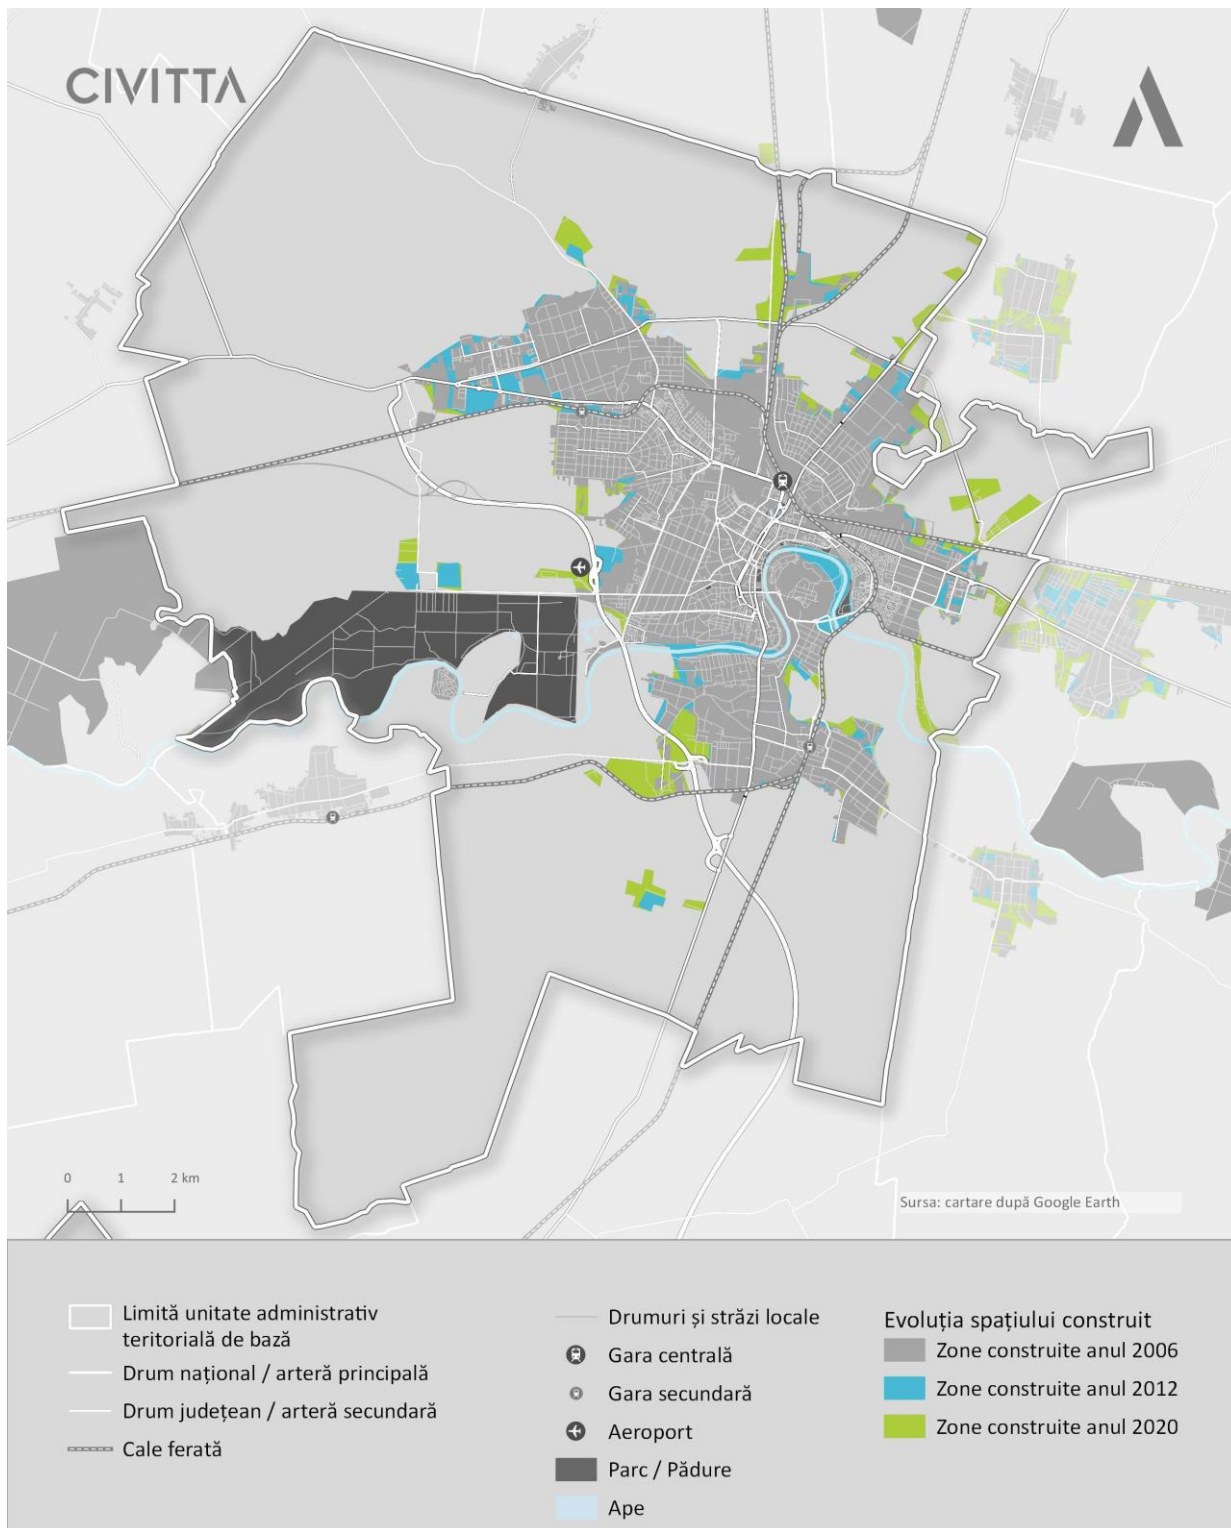 CIVITTA
0 1 2 km
Sursa: cartare după Google Earth
Limită unitate administrativ
teritorială de bază
Drum național / arteră principală
Drum județean / arteră secundară
Cale ferată
Drumuri și străzi locale
Gara centrală
Gara secundară
Aeroport
Parc / Pădure
Ape
Evoluția spațiului construit
Zone construite anul 2006
Zone construite anul 2012
Zone construite anul 2020